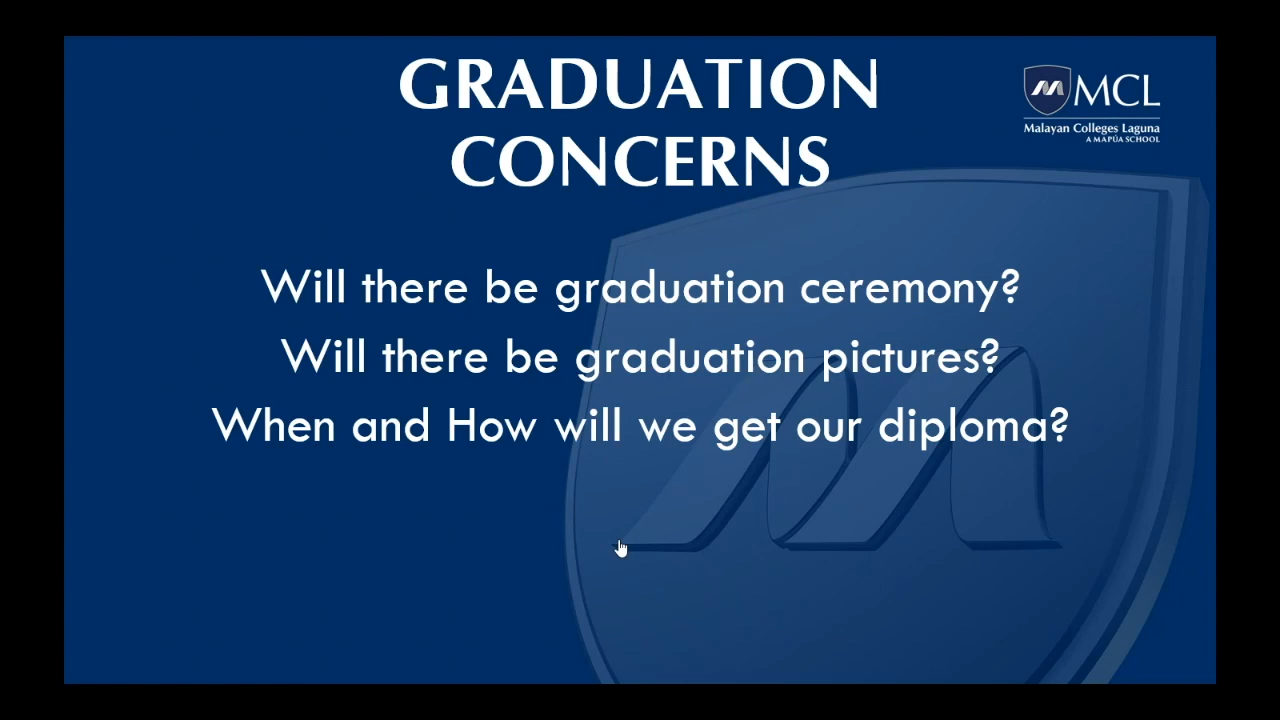 GRADUATION
CONCERNS
MCL
Malayan Colleges Laguna
A MAPÚA SCHOOL
Will there be graduation ceremony?
Will there be graduation pictures?
When and How will we get our diploma?